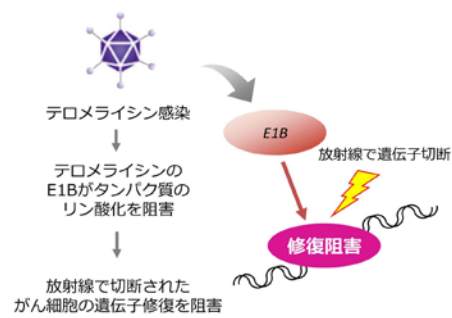 テロメライシン感染
テロメライシンの
E1Bがタンパク質の
リン酸化を阻害
放射線で切断された
がん細胞の遺伝子修復を阻害
E1B
放射線で遺伝子切断
修復阻害